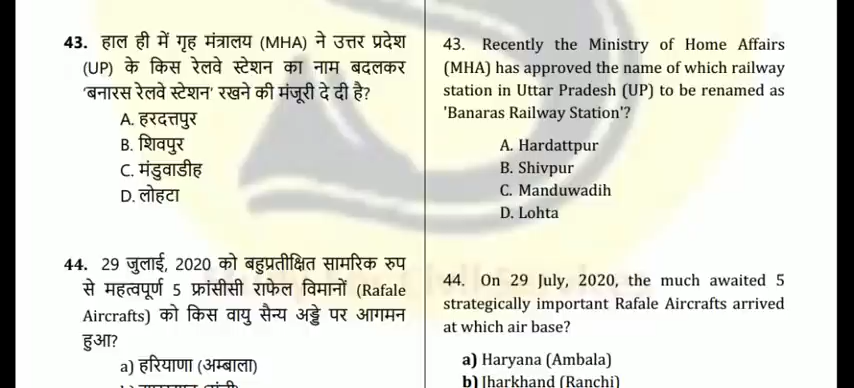 43. हाल ही में गृह मंत्रालय (MHA) ने उत्तर प्रदेश
(UP) के किस रेलवे स्टेशन का नाम बदलकर
'बनारस रेलवे स्टेशन' रखने की मंजूरी दे दी है?
A. हरदत्तपुर
B. शिवपुर
C. मंडुवाडीह
D. लोहटा
44. 29 जुलाई, 2020 को बहुप्रतीक्षित सामरिक रुप
से महत्वपूर्ण 5 फ्रांसीसी राफेल विमानों (Rafale
Aircrafts) को किस वायु सैन्य अड्डे पर आगमन
हुआ?
a) हरियाणा (अम्बाला)
43. Recently the Ministry of Home Affairs
(MHA) has approved the name of which railway
station in Uttar Pradesh (UP) to be renamed as
'Banaras Railway Station'?
A. Hardattpur
B. Shivpur
C. Manduwadih
D. Lohta
44. On 29 July, 2020, the much awaited 5
strategically important Rafale Aircrafts arrived
at which air base?
a) Haryana (Ambala)
b) Jharkhand (Ranchi)